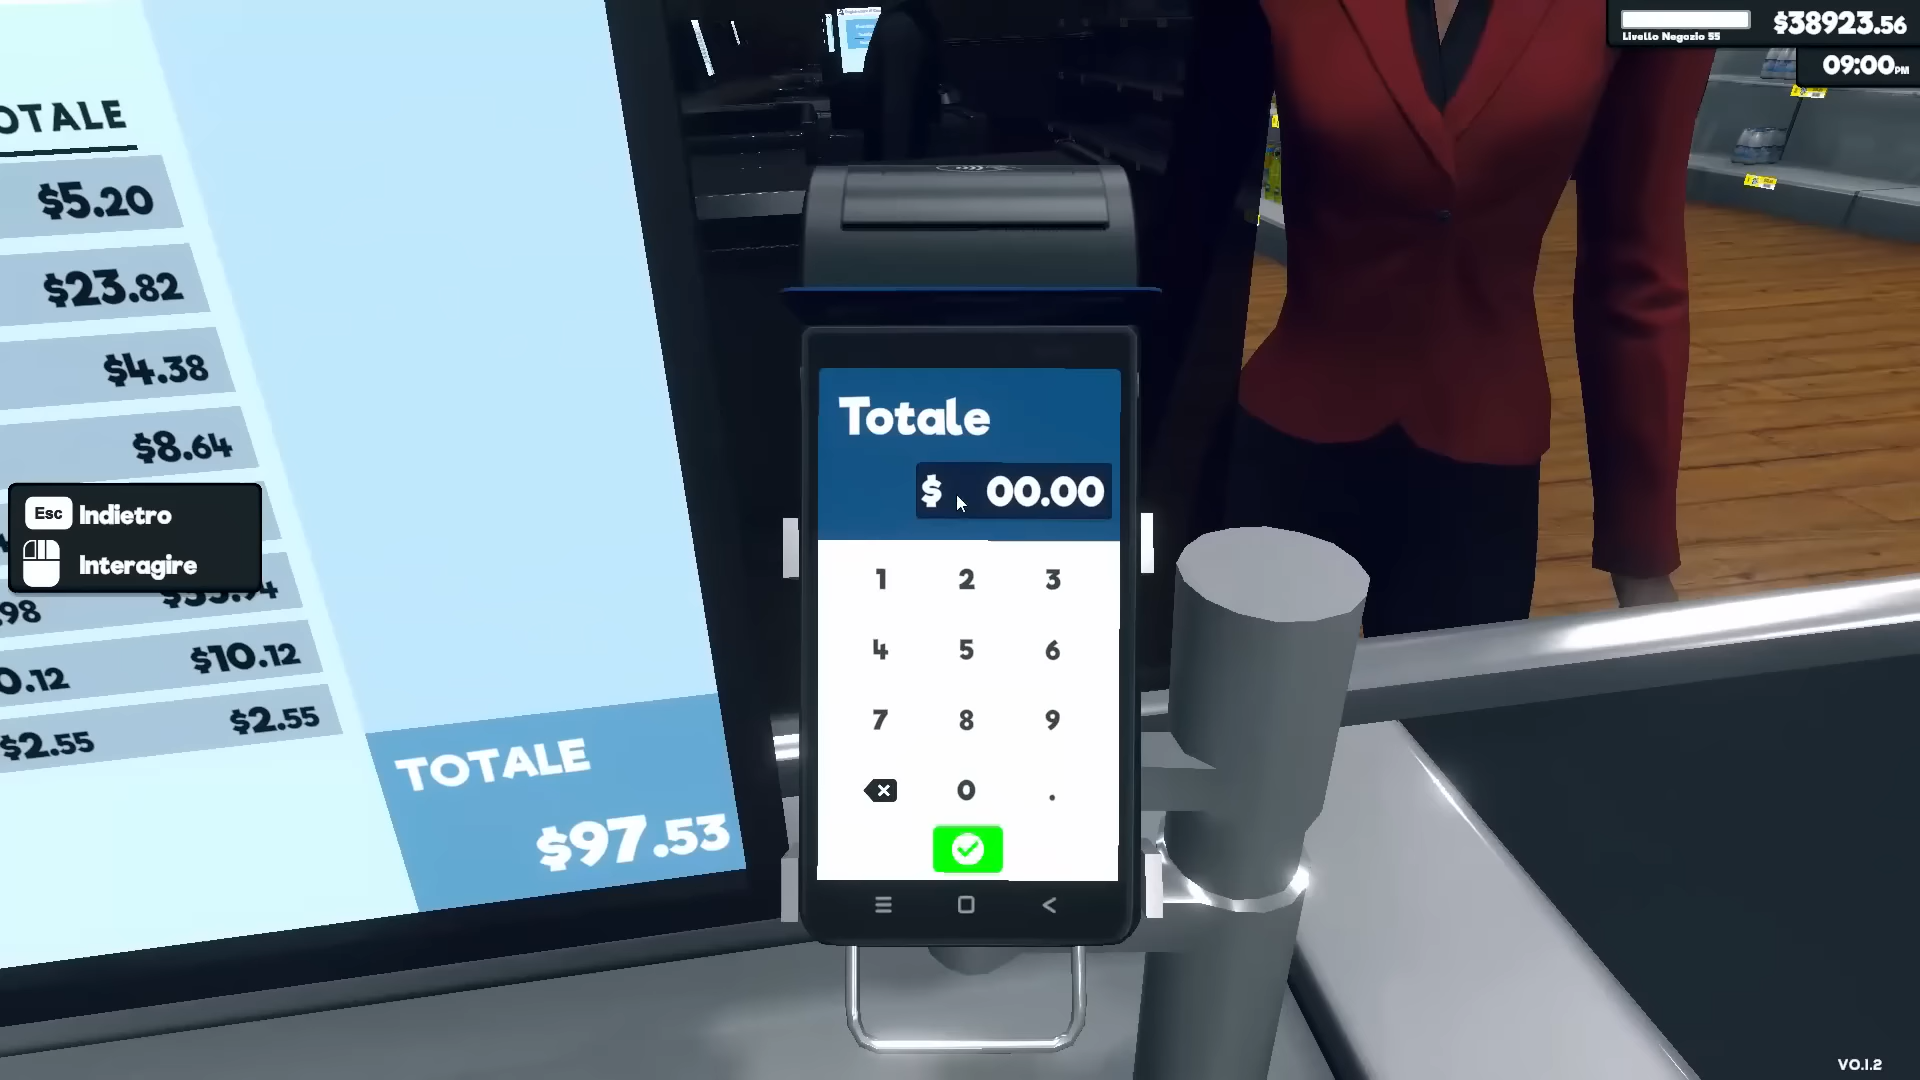 $38923.56
Livello Negozio 55
09:00PM
OTALE
$5.20
$23.82
$4.38
$8.64
Esc Indietro
Interagire
.98
0.12 $10.12
$2.55 $2.55
TOTALE
$97.53
Totale
$ 00.00
1 2 3
4 5 6
7 8 9
0 .
V0.1.2